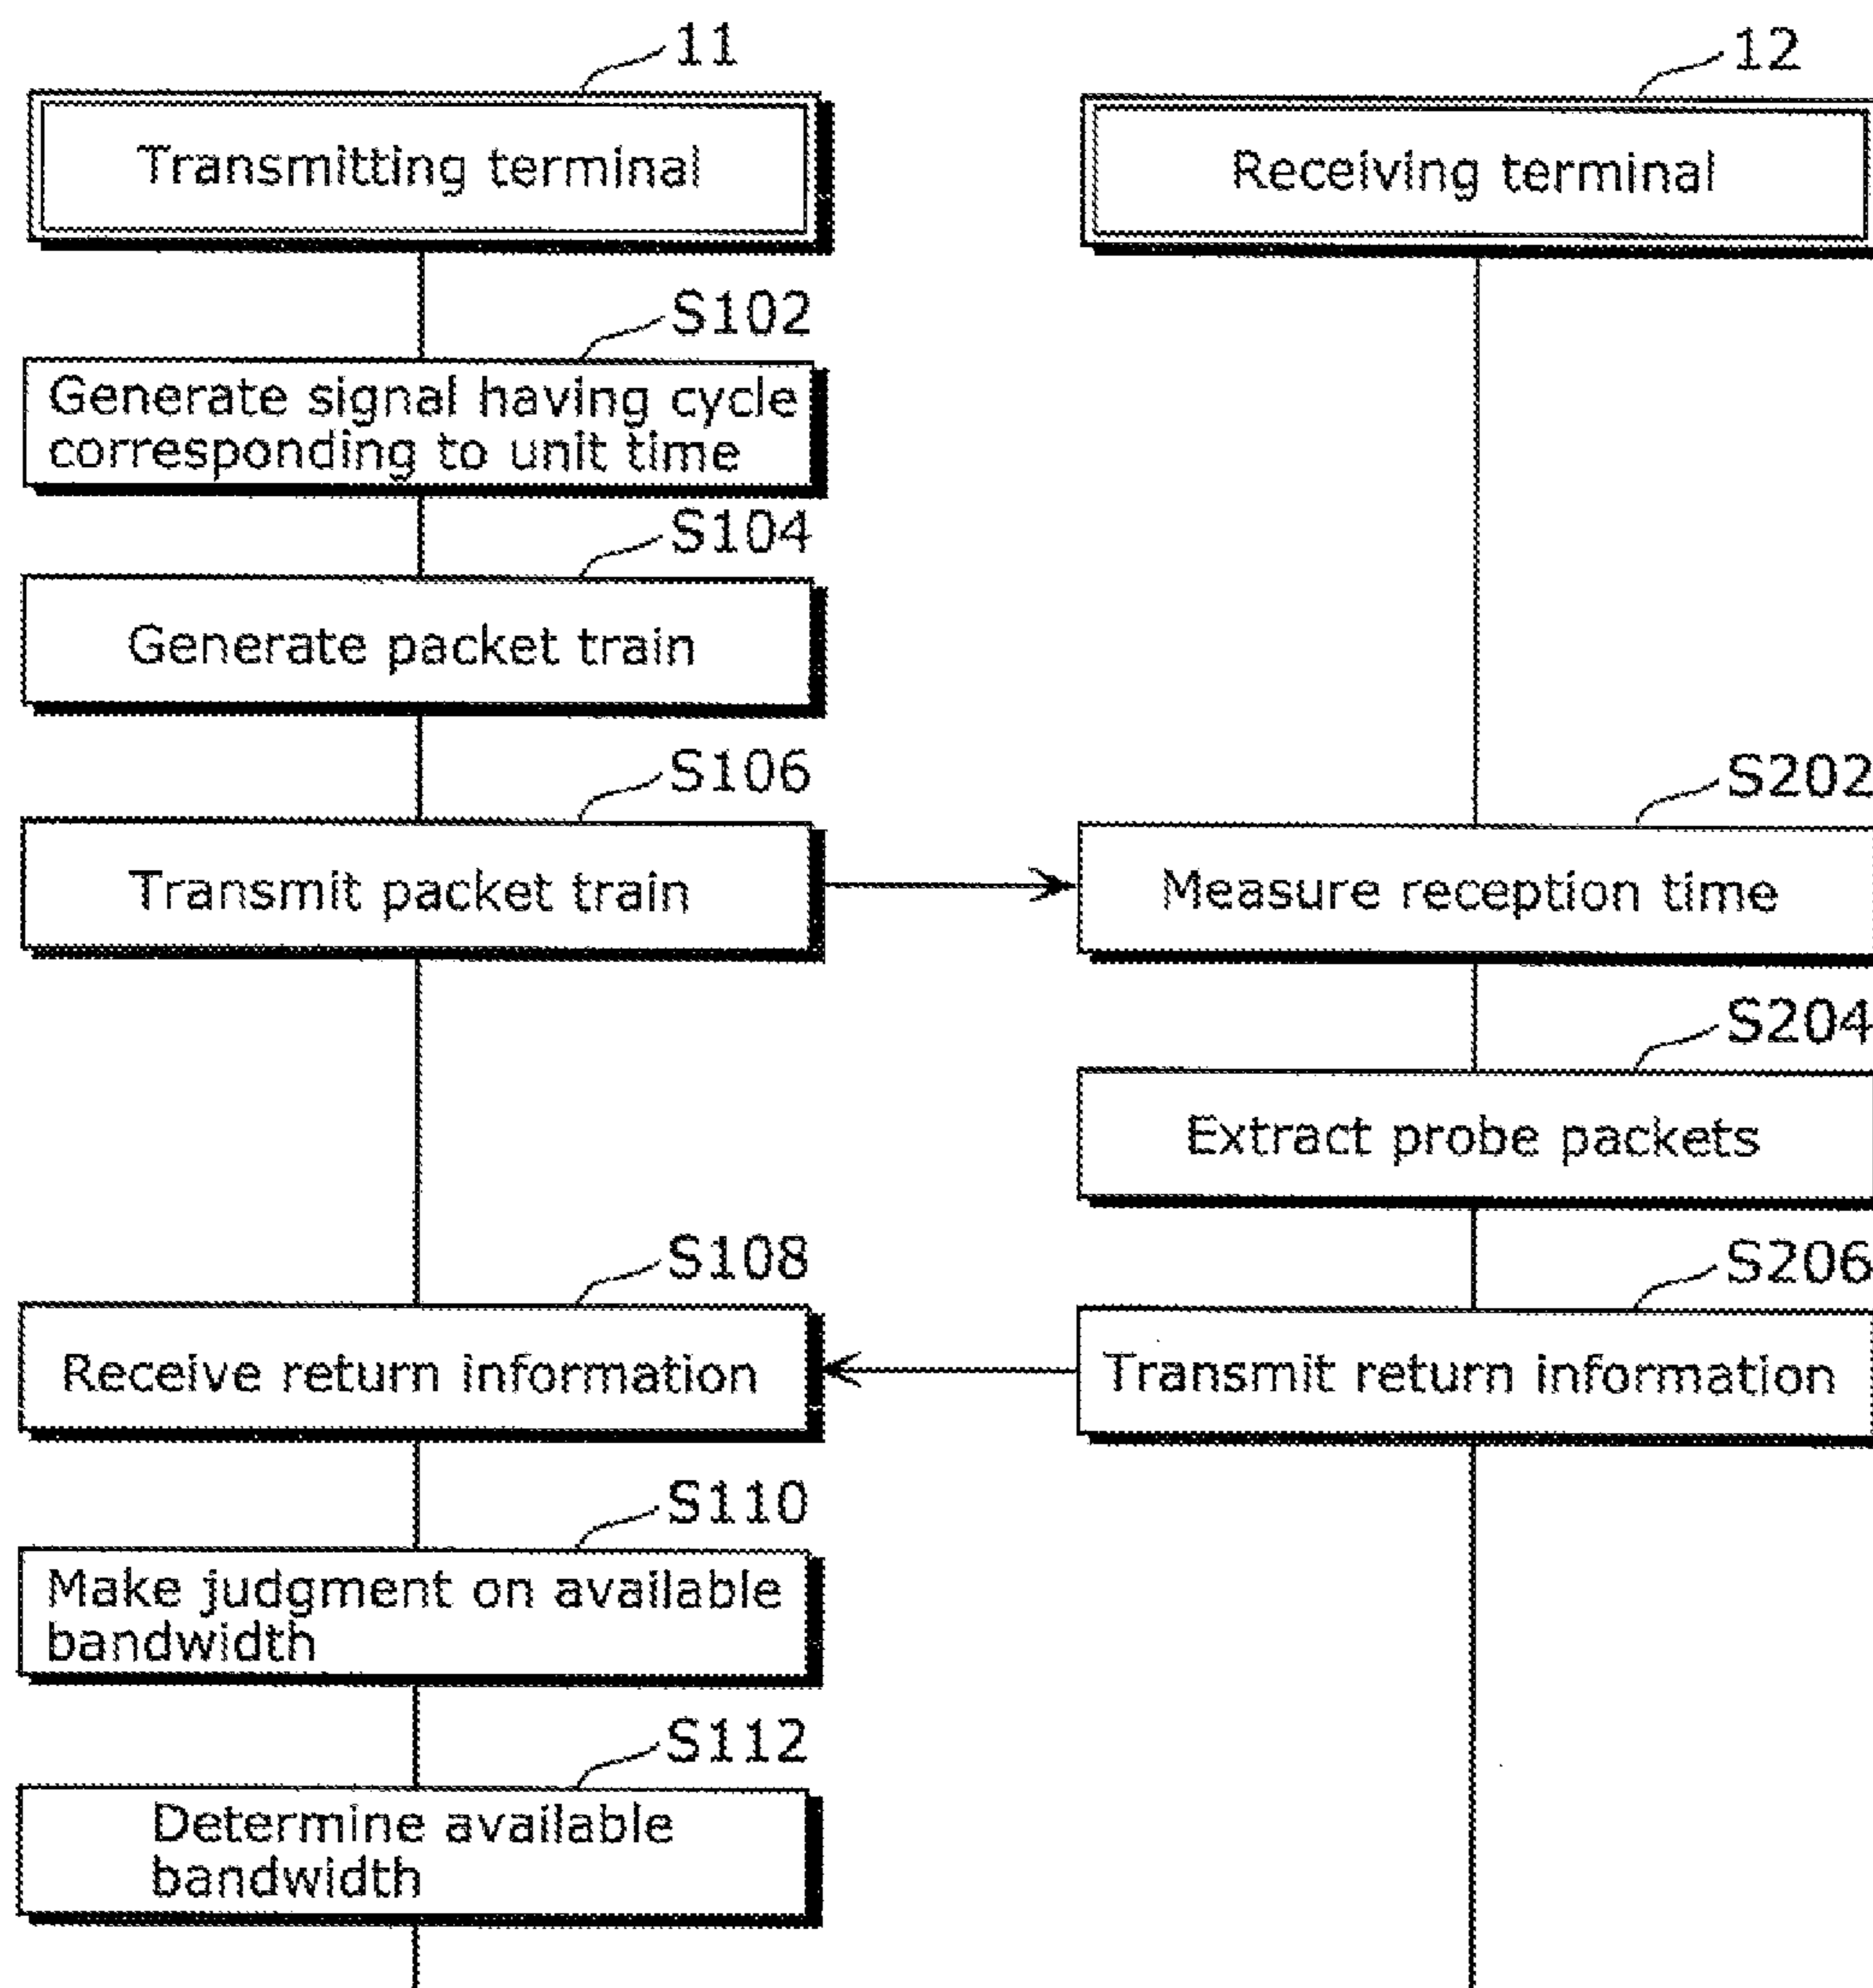 11
12
Transmitting terminal
Receiving terminal
S102
Generate signal having cycle
corresponding to unit time
S104
Generate packet train
S106
S202
Transmit packet train
Measure reception time
S204
Extract probe packets
S108
S206
Receive return information
Transmit return information
S110
Make judgment on available
bandwidth
S112
Determine available
bandwidth